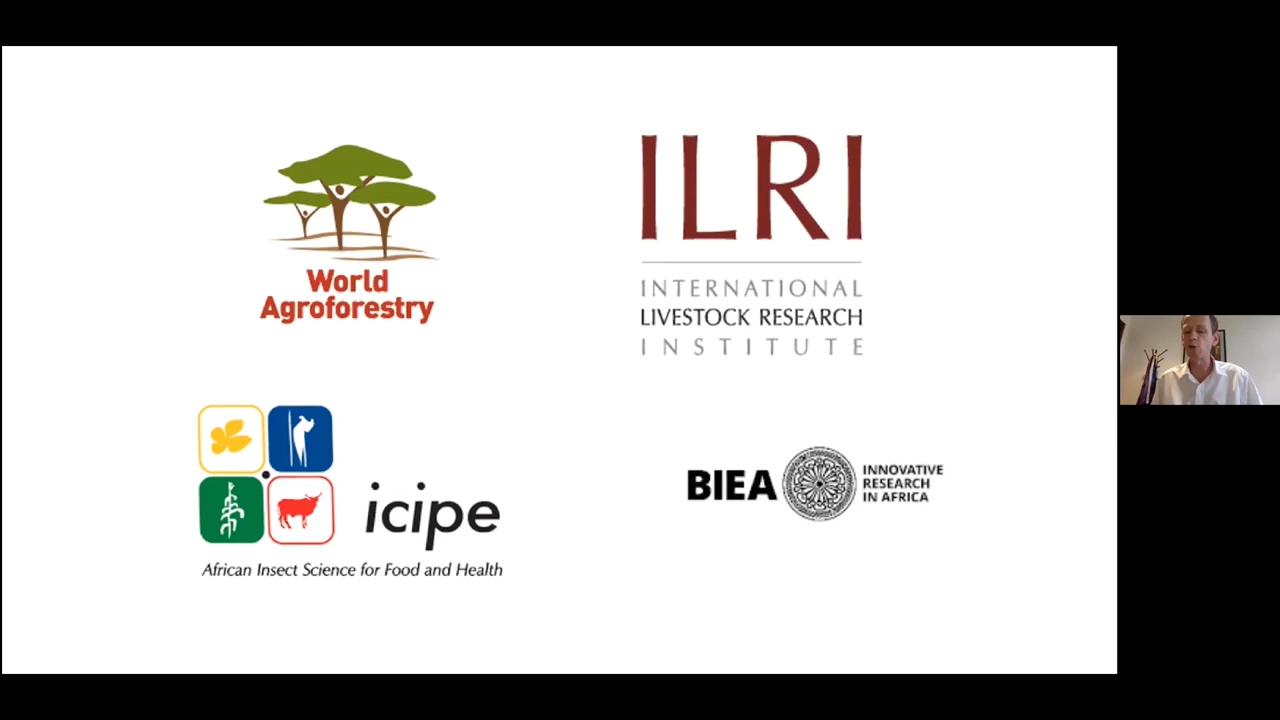 World
Agroforestry
ILRI
INTERNATIONAL
LIVESTOCK RESEARCH
INSTITUTE
icipe
African Insect Science for Food and Health
BIEA
INNOVATIVE
RESEARCH
IN AFRICA